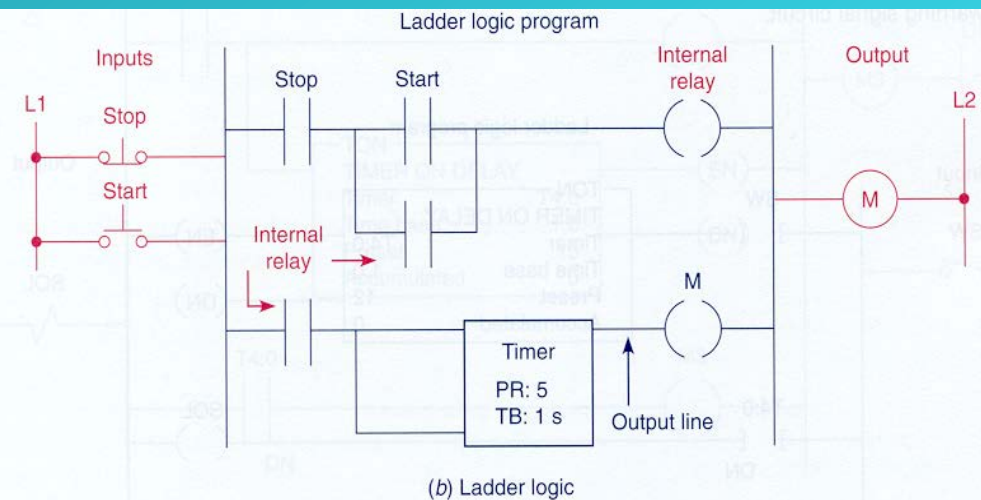 Ladder logic program
Inputs
Internal
relay
Output
Stop
Start
L1
L2
Stop
Start
M
Internal
relay
M
Timer
PR: 5
TB: 1 s
Output line
(b) Ladder logic